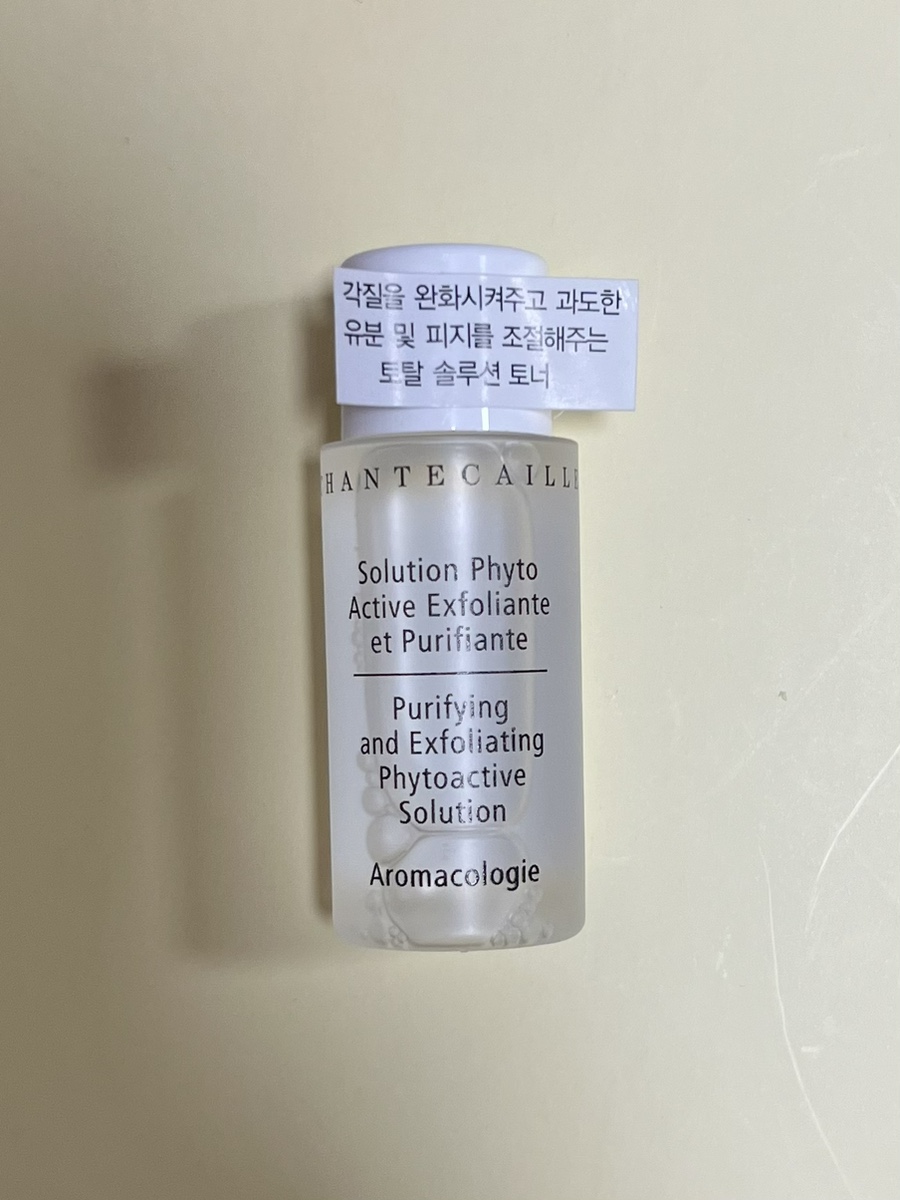 각질을 완화시켜주고 과도한
유분 및 피지를 조절해주는
토탈 솔루션 토너
CHANTECAILLE
Solution Phyto
Active Exfoliante
et Purifiante
Purifying
and Exfoliating
Phytoactive
Solution
Aromacologie